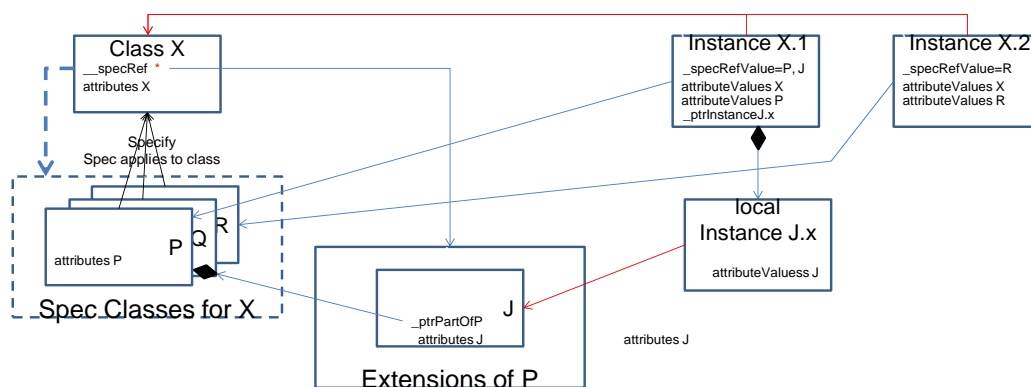 Class X
__specRef *
attributes X
Instance X.1
_specRefValue=P, J
attributeValues X
attributeValues P
_ptrInstanceJ.x
Instance X.2
_specRefValue=R
attributeValues X
attributeValues R
Specify
Spec applies to class
R
Q
P
attributes P
Spec Classes for X
local
Instance J.x
attributeValuess J
J
_ptrPartOfP
attributes J
attributes J
Extensions of P